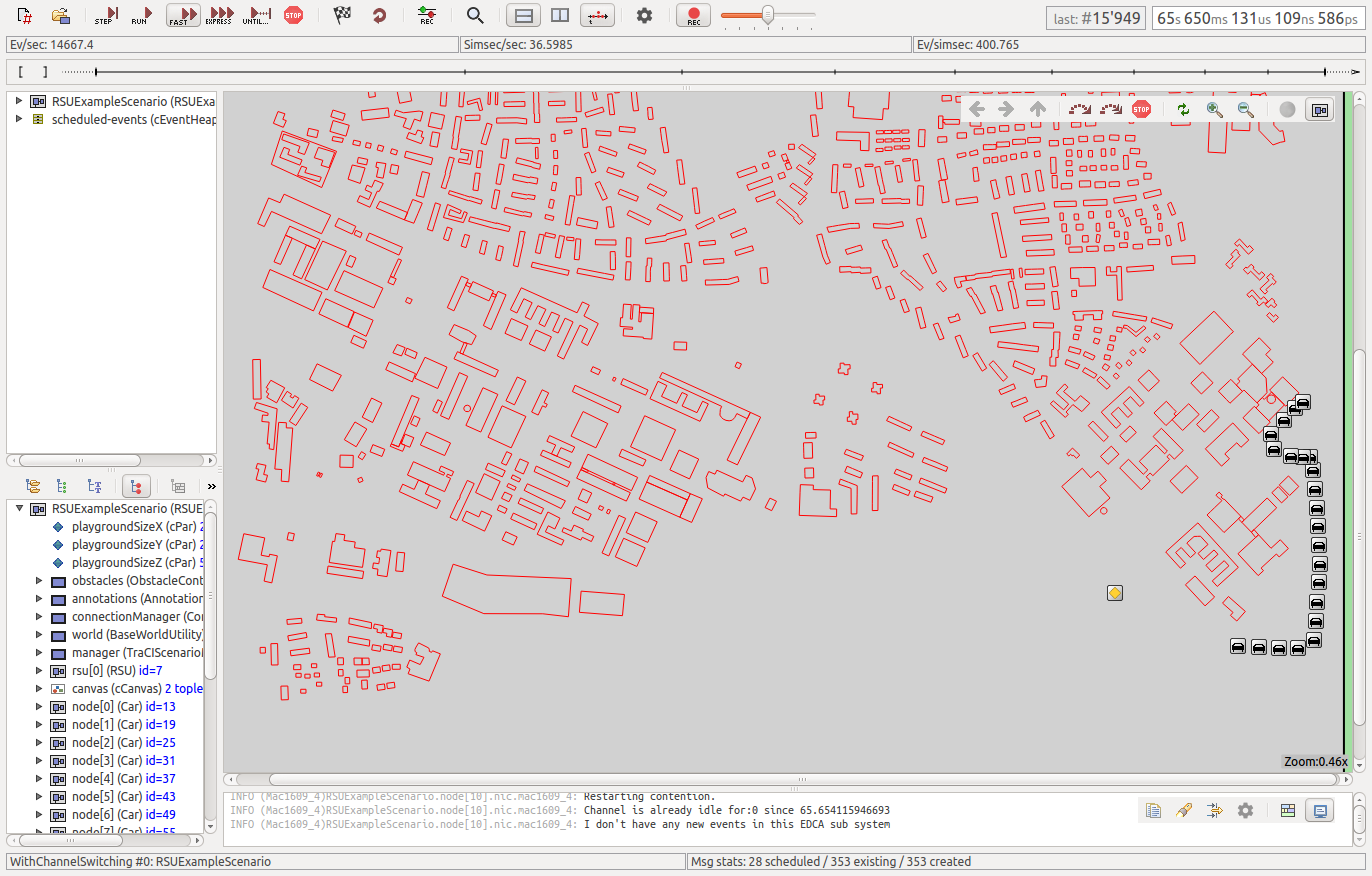 STEP RUN FAST EXPRESS UNTIL... STOP REC REC last: #15'949 65s 650ms 131us 109ns 586ps
Ev/sec: 14667.4 Simsec/sec: 36.5985 Ev/simsec: 400.765
[ ]
RSUExampleScenario (RSUExa
scheduled-events (cEventHeap
STOP
RSUExampleScenario (RSUE
playgroundSizeX (cPar) 2
playgroundSizeY (cPar) 2
playgroundSizeZ (cPar) 5
obstacles (ObstacleCont
annotations (Annotation
connectionManager (Cor
world (BaseWorldUtility)
manager (TraCIScenarioM
rsu[0] (RSU) id=7
canvas (cCanvas) 2 tople
node[0] (Car) id=13
node[1] (Car) id=19
node[2] (Car) id=25
node[3] (Car) id=31
node[4] (Car) id=37
node[5] (Car) id=43
node[6] (Car) id=49
node[7] (Car) id=55
Zoom:0.46x
INFO (Mac1609_4)RSUExampleScenario.node[10].nic.mac1609_4: Restarting contention.
INFO (Mac1609_4)RSUExampleScenario.node[10].nic.mac1609_4: Channel is already idle for:0 since 65.654115946693
INFO (Mac1609_4)RSUExampleScenario.node[10].nic.mac1609_4: I don't have any new events in this EDCA sub system
WithChannelSwitching #0: RSUExampleScenario Msg stats: 28 scheduled / 353 existing / 353 created